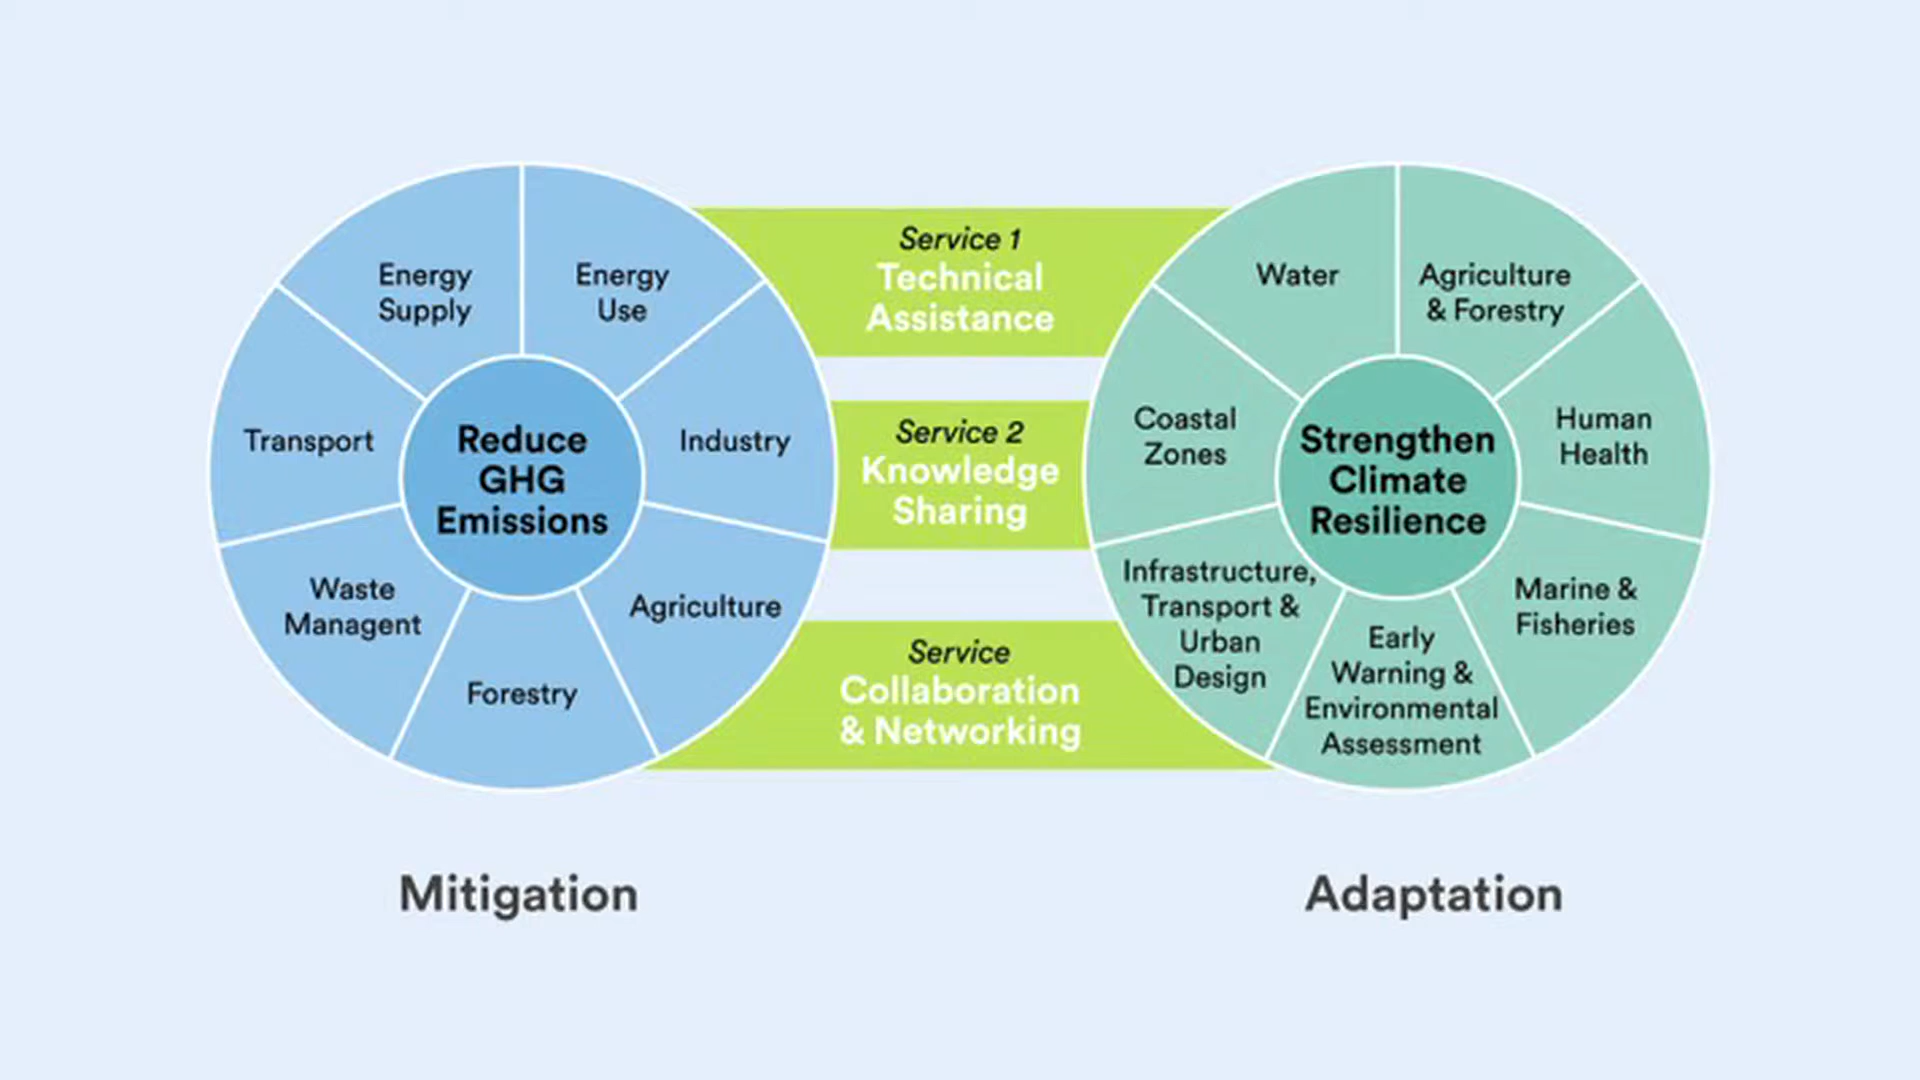 Energy
Supply
Energy
Use
Transport
Reduce
GHG
Emissions
Industry
Waste
Managent
Agriculture
Forestry
Service 1
Technical
Assistance
Service 2
Knowledge
Sharing
Service
Collaboration
& Networking
Water
Agriculture
& Forestry
Coastal
Zones
Strengthen
Climate
Resilience
Human
Health
Infrastructure,
Transport &
Urban
Design
Early
Warning &
Environmental
Assessment
Marine &
Fisheries
Mitigation
Adaptation